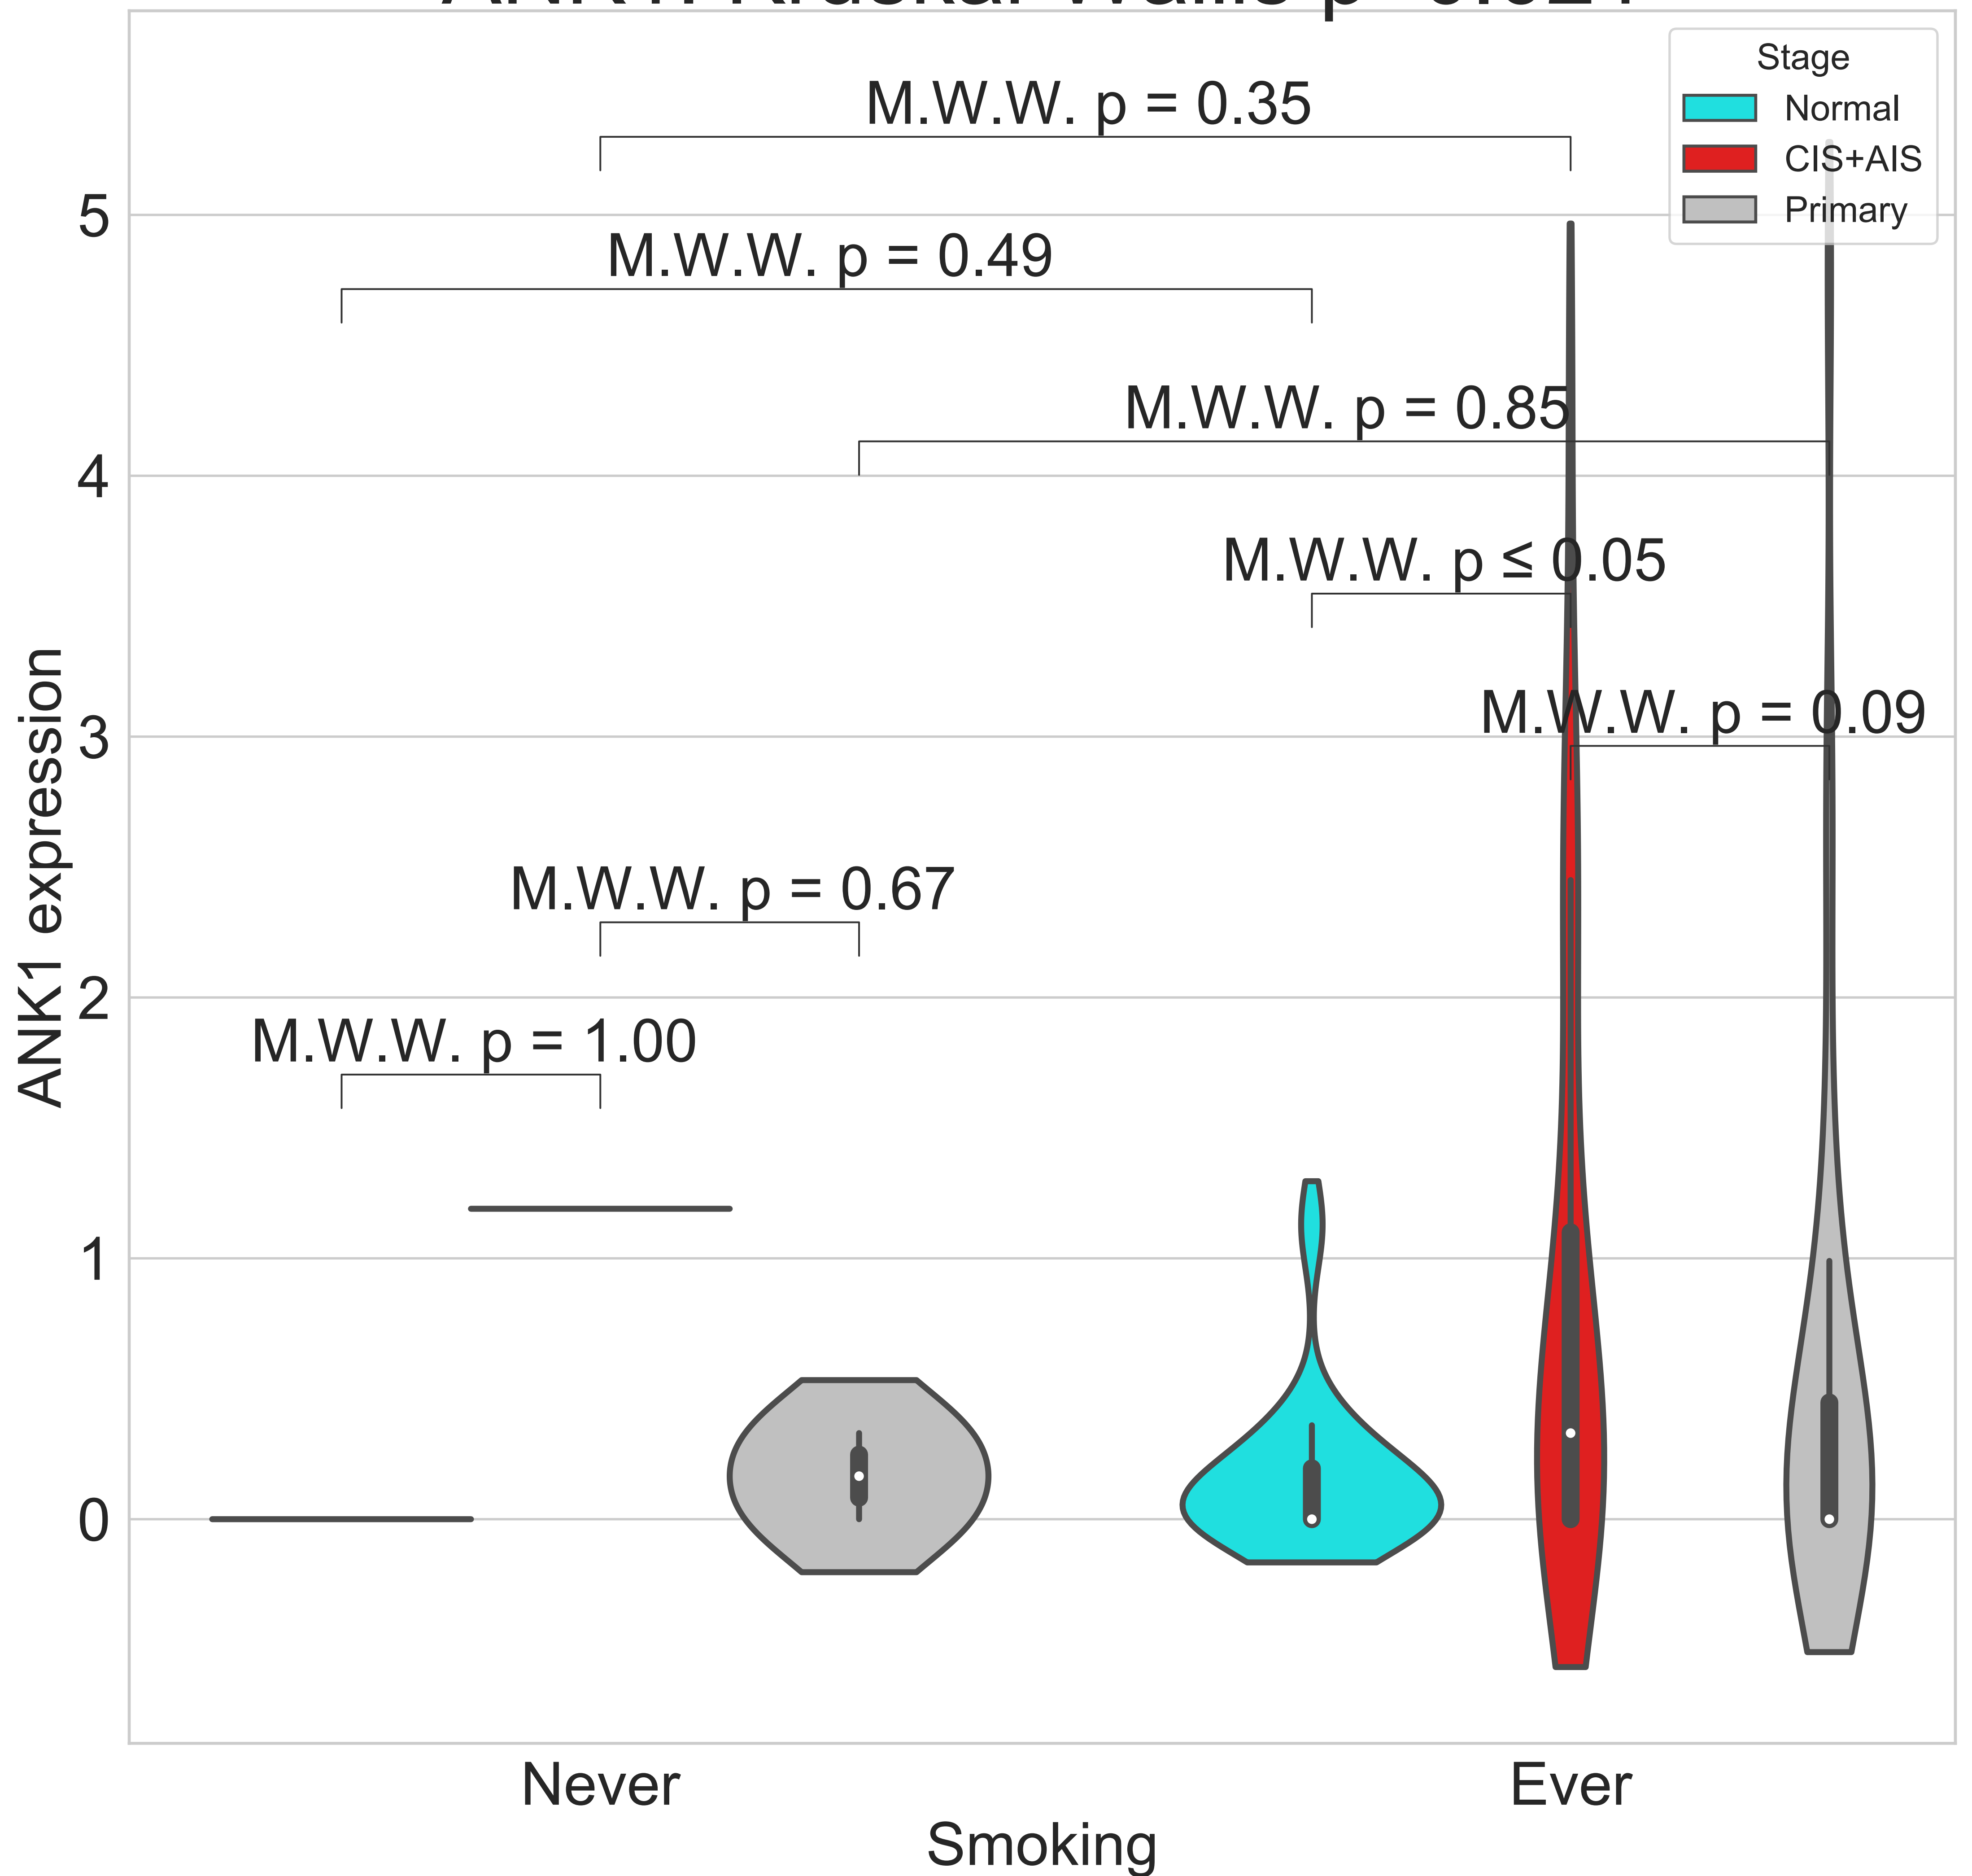 Stage
Normal
CIS+AIS
Primary
M.W.W. p = 0.35
M.W.W. p = 0.49
M.W.W. p = 0.85
M.W.W. p ≤ 0.05
M.W.W. p = 0.09
M.W.W. p = 0.67
M.W.W. p = 1.00
ANK1 expression
5
4
3
2
1
0
Never
Ever
Smoking